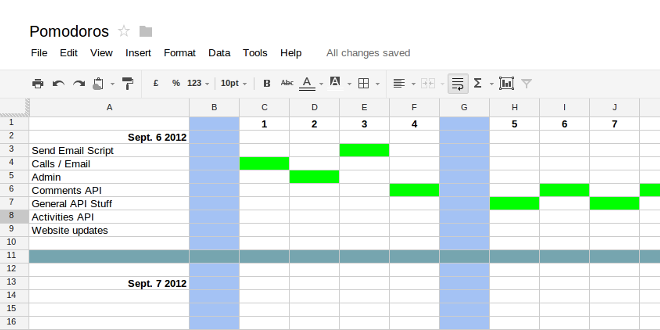 Pomodoros
File Edit View Insert Format Data Tools Help All changes saved
£ % 123 10pt B Abc A A Σ
A B C D E F G H I J
1 1 2 3 4 5 6 7
2 Sept. 6 2012
3 Send Email Script
4 Calls / Email
5 Admin
6 Comments API
7 General API Stuff
8 Activities API
9 Website updates
10
11
12
13 Sept. 7 2012
14
15
16